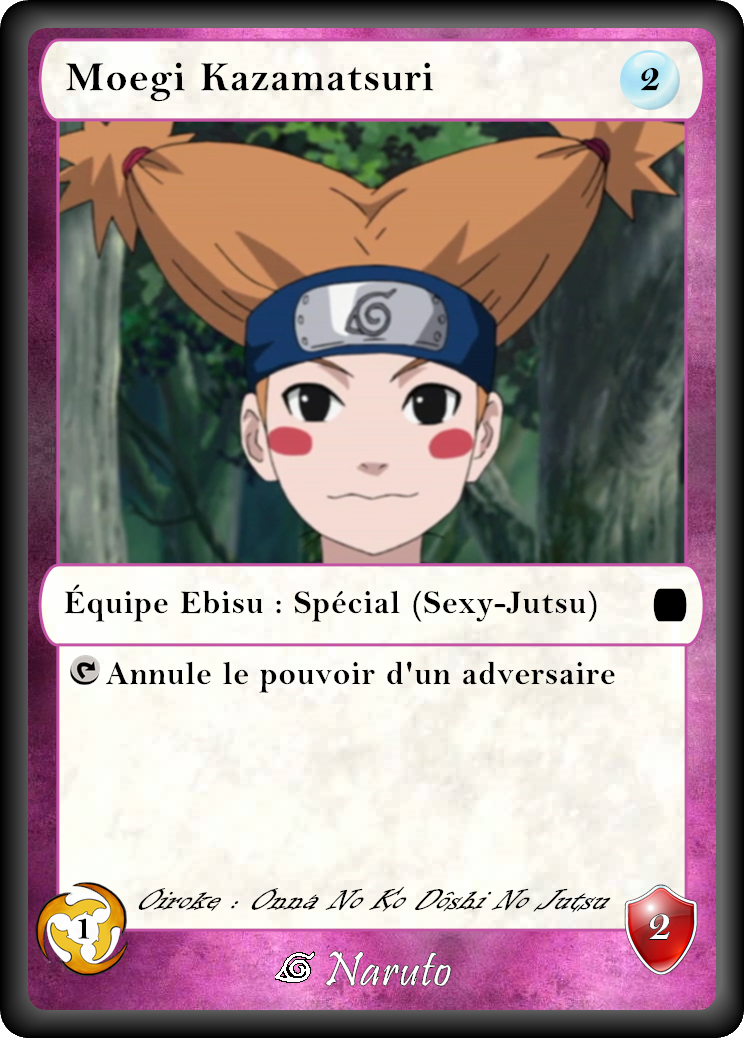 Moegi Kazamatsuri
2
Équipe Ebisu : Spécial (Sexy-Jutsu)
Annule le pouvoir d'un adversaire
Oiroke : Onna No Ko Dôshi No Jutsu
1
2
Naruto